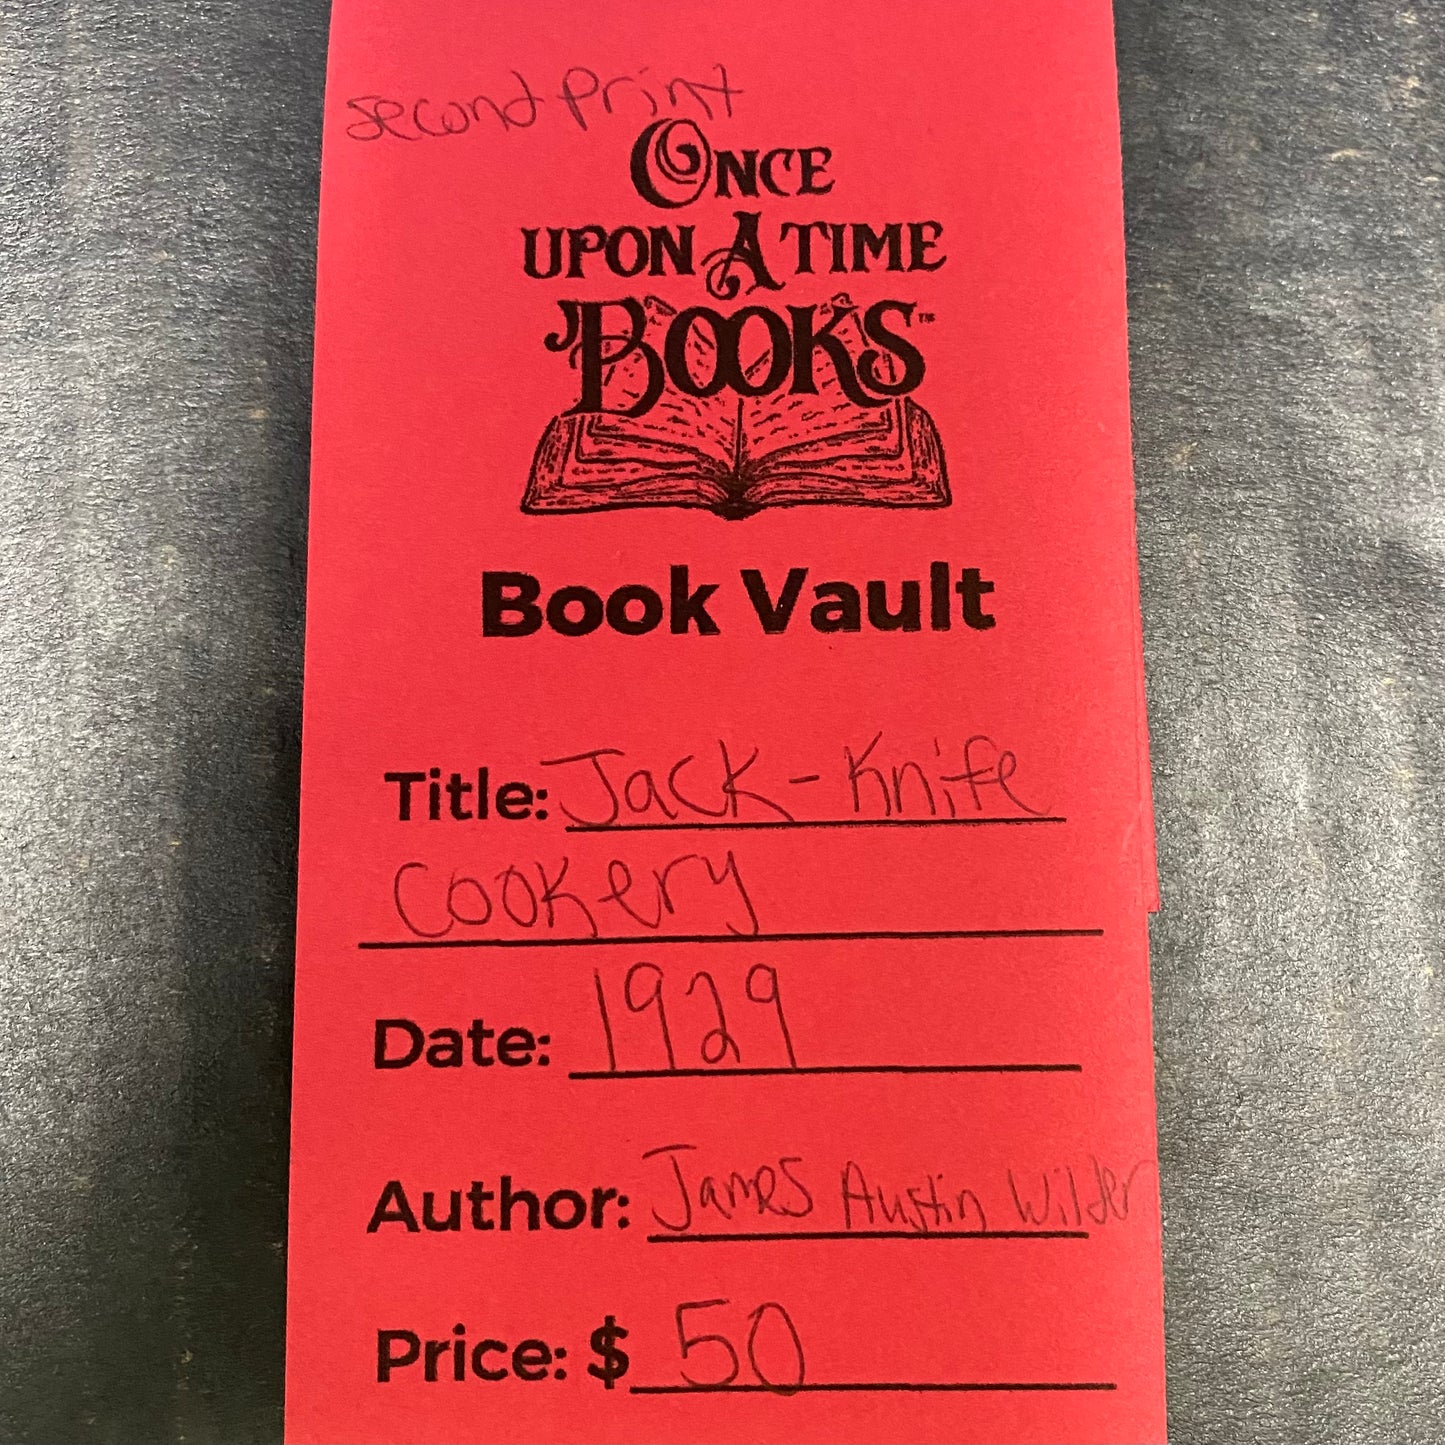 second print
ONCE
UPON A TIME
BOOKS™
Book Vault
Title: Jack-Knife
Cookery
Date: 1929
Author: James Austin Wilder
Price: $ 50